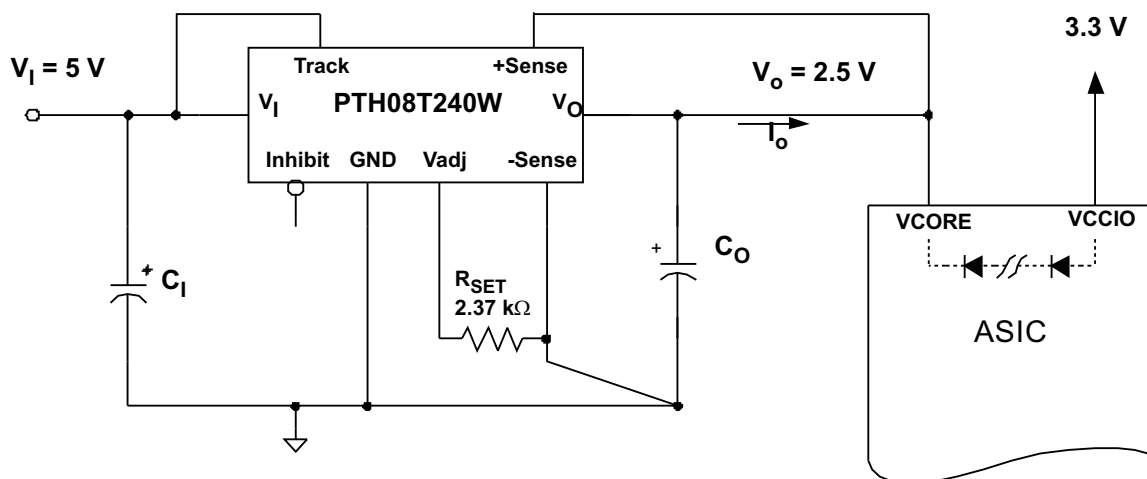 3.3 V
V_I = 5 V
Track
+Sense
V_o = 2.5 V
V_I
PTH08T240W
V_O
I_o
Inhibit
GND
Vadj
-Sense
VCORE
VCCIO
+
C_I
+
C_O
R_SET
2.37 kΩ
ASIC